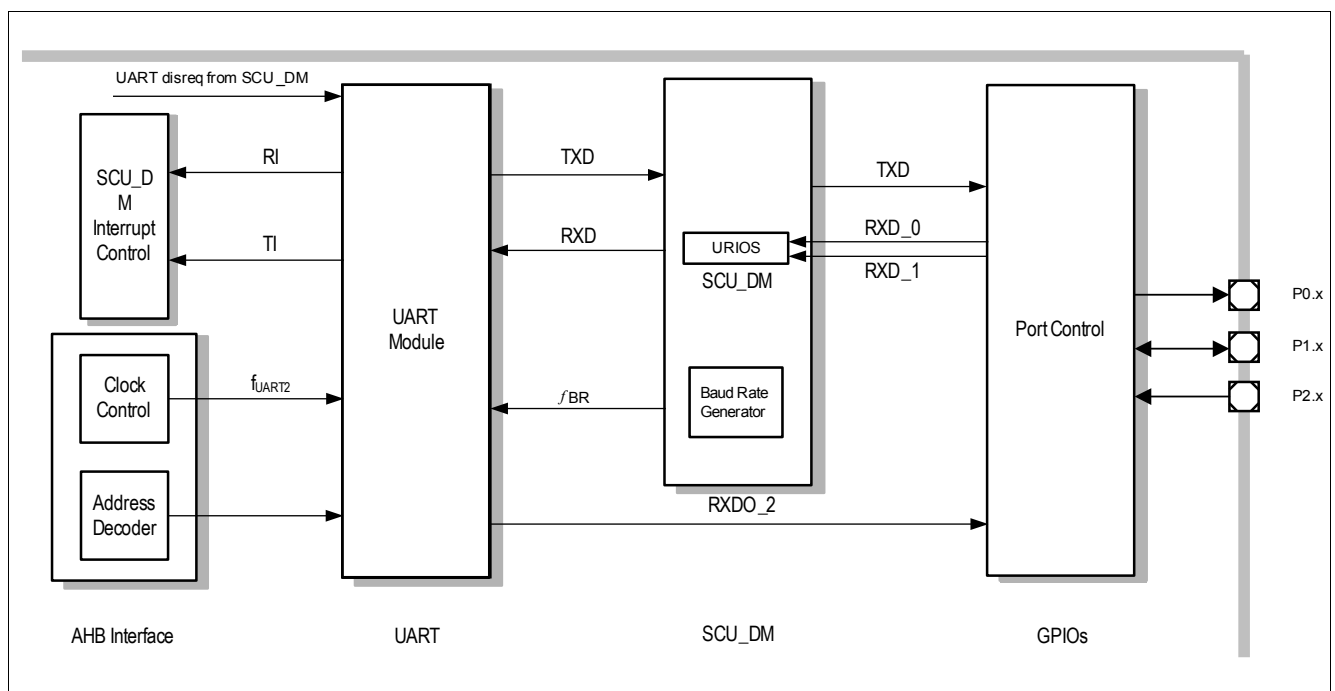 UART disreq from SCU_DM
SCU_D
M
Interrupt
Control
RI
TI
Clock
Control
Address
Decoder
fUART2
UART
Module
TXD
RXD
fBR
RXDO_2
URIOS
SCU_DM
Baud Rate
Generator
TXD
RXD_0
RXD_1
Port Control
P0.x
P1.x
P2.x
AHB Interface
UART
SCU_DM
GPIOs